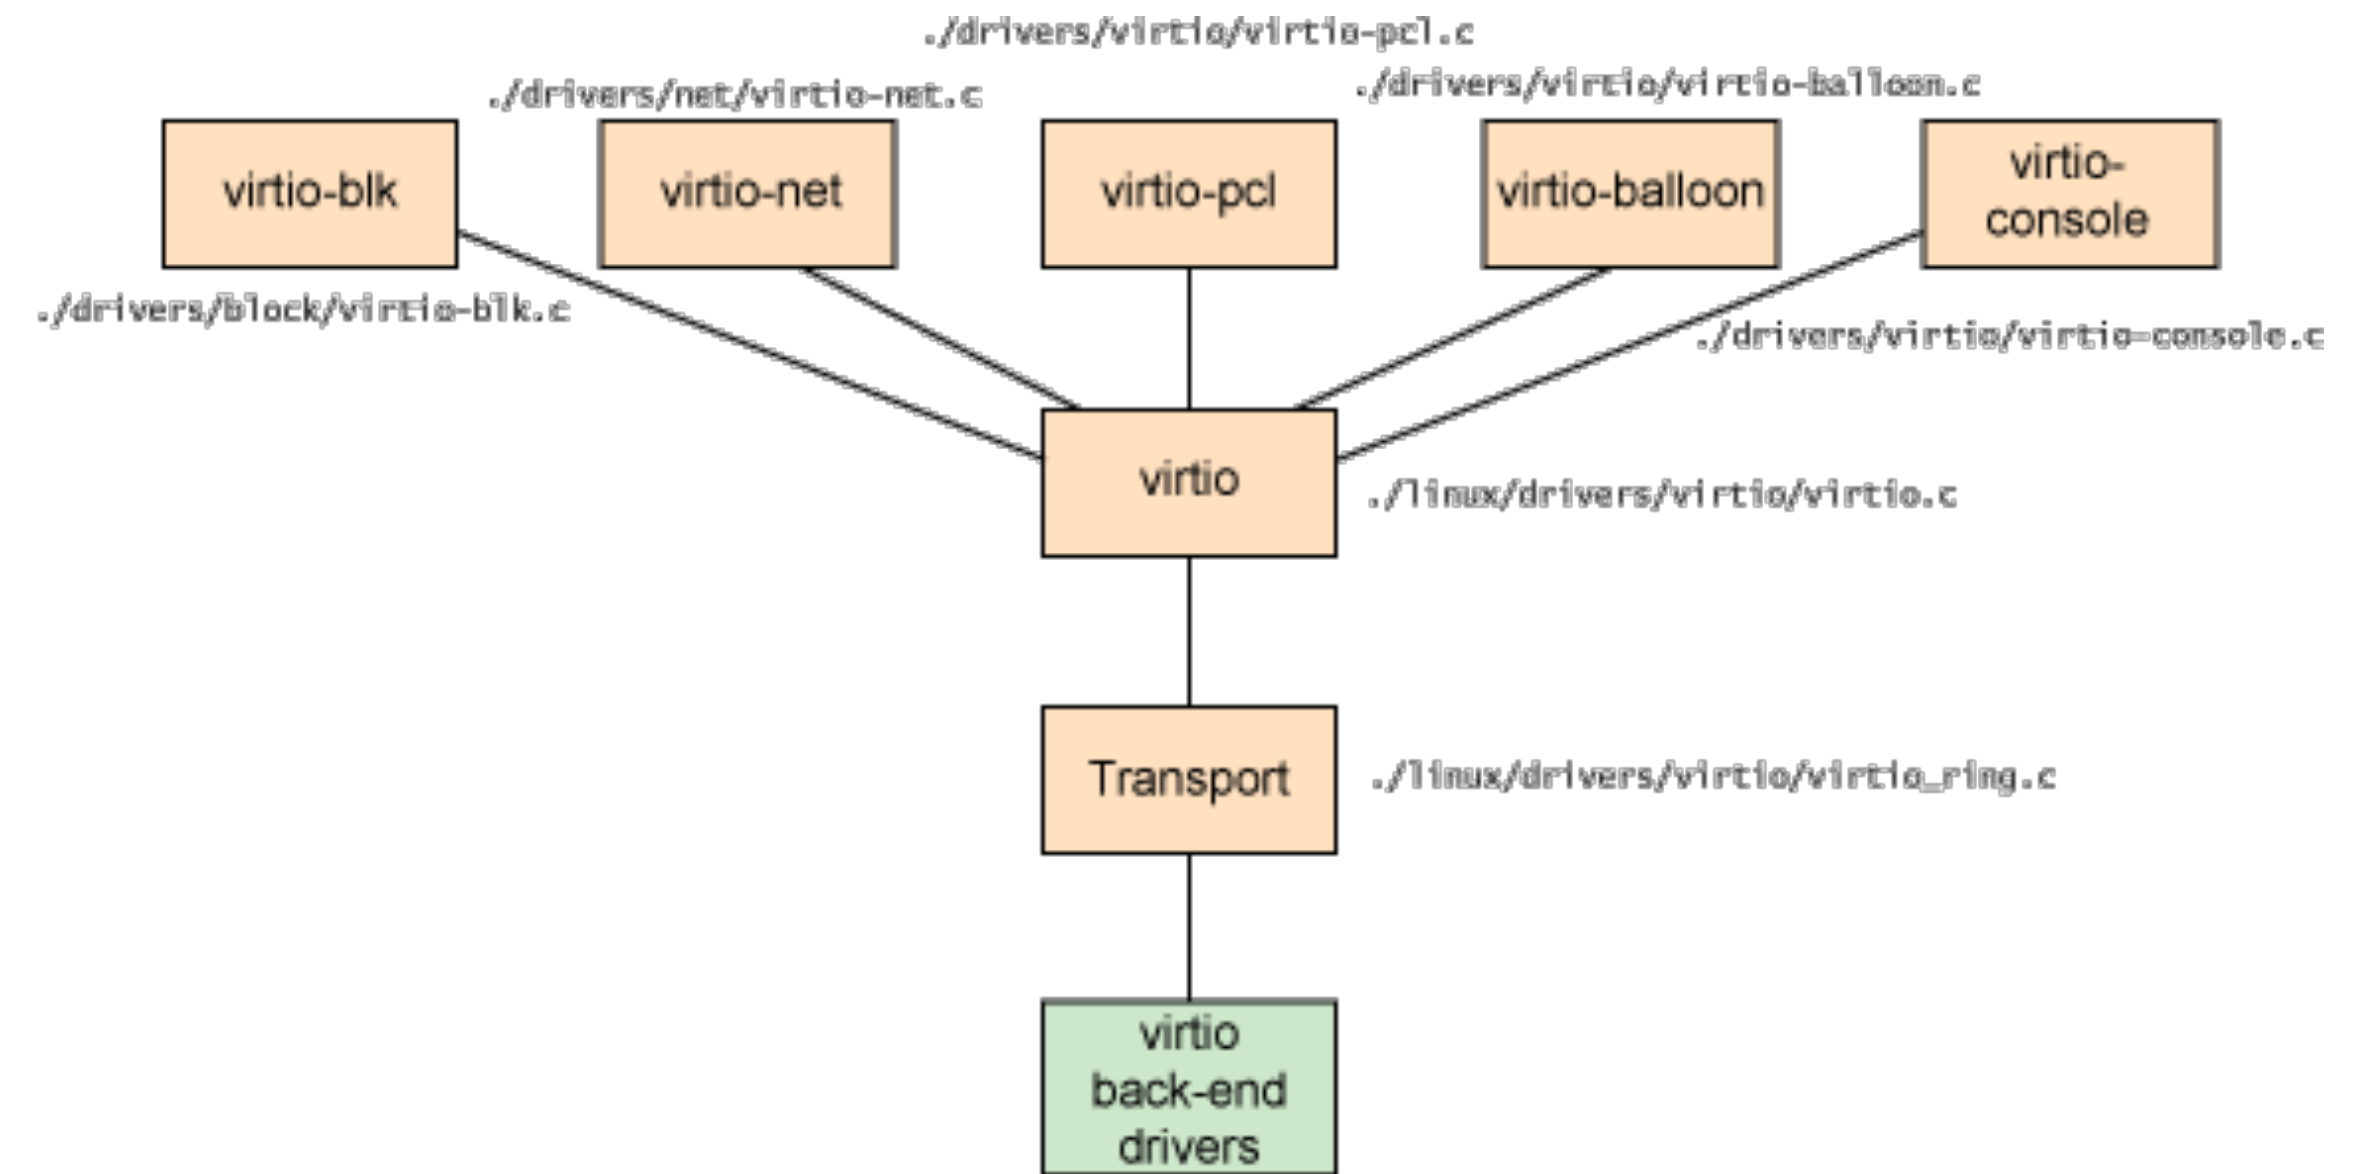 ./drivers/virtio/virtio-pcl.c
./drivers/net/virtio-net.c
./drivers/virtio/virtio-balloon.c
virtio-blk
virtio-net
virtio-pcl
virtio-balloon
virtio-
console
./drivers/block/virtio-blk.c
./drivers/virtio/virtio-console.c
virtio
./linux/drivers/virtio/virtio.c
Transport
./linux/drivers/virtio/virtio_ring.c
virtio
back-end
drivers